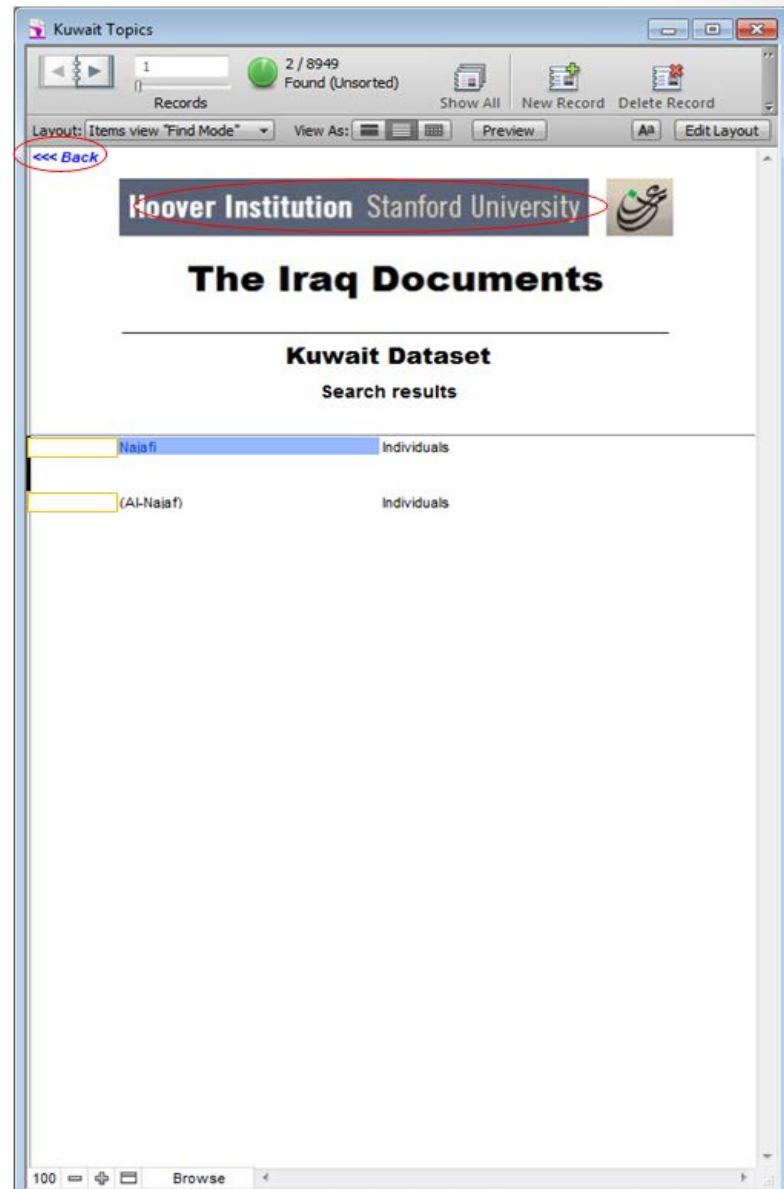 Kuwait Topics
1
2 / 8949
Found (Unsorted)
Records
Show All
New Record
Delete Record
Layout: Items view "Find Mode"
View As:
Preview
Aa
Edit Layout
<<< Back
Hoover Institution Stanford University
The Iraq Documents
Kuwait Dataset
Search results
Najafi Individuals
(Al-Najaf) Individuals
100
Browse